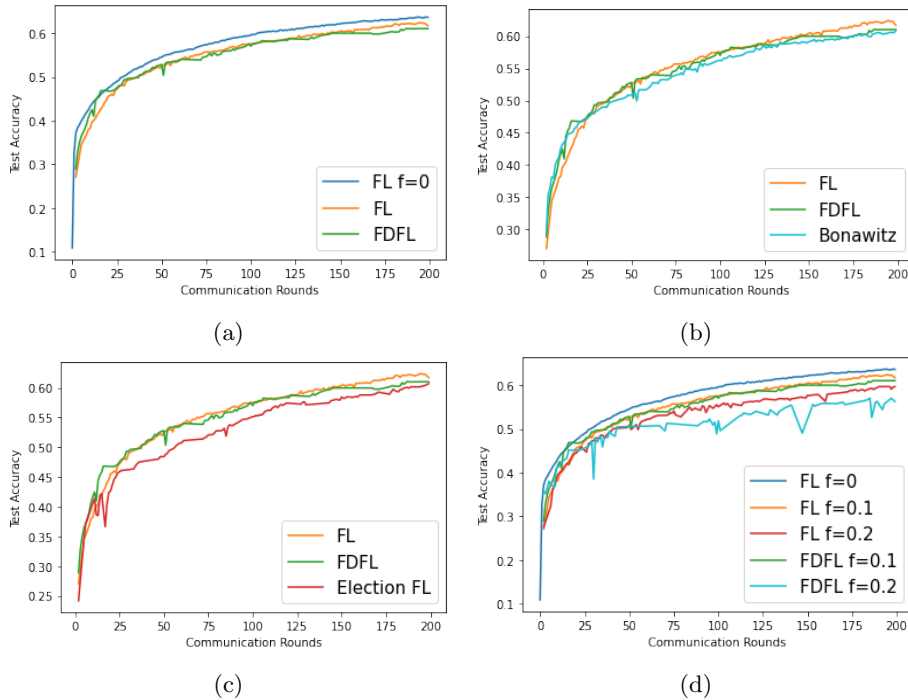 Test Accuracy
0.6
0.5
0.4
0.3
0.2
0.1
FL f=0
FL
FDFL
0 25 50 75 100 125 150 175 200
Communication Rounds
(a)
Test Accuracy
0.60
0.55
0.50
0.45
0.40
0.35
0.30
FL
FDFL
Bonawitz
0 25 50 75 100 125 150 175 200
Communication Rounds
(b)
Test Accuracy
0.60
0.55
0.50
0.45
0.40
0.35
0.30
0.25
FL
FDFL
Election FL
0 25 50 75 100 125 150 175 200
Communication Rounds
(c)
Test Accuracy
0.6
0.5
0.4
0.3
0.2
0.1
FL f=0
FL f=0.1
FL f=0.2
FDFL f=0.1
FDFL f=0.2
0 25 50 75 100 125 150 175 200
Communication Rounds
(d)